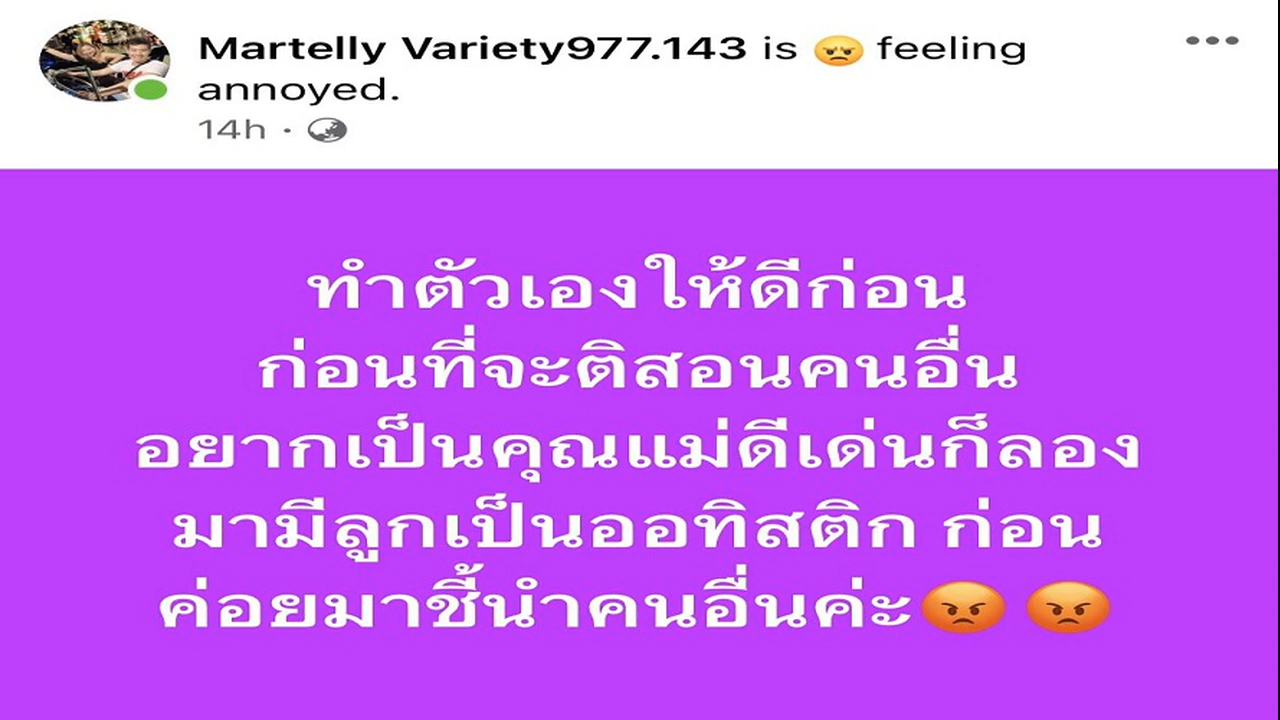 Martelly Variety977.143 is 😠 feeling
annoyed.
14h ·
ทำตัวเองให้ดีก่อน
ก่อนที่จะติสอนคนอื่น
อยากเป็นคุณแม่ดีเด่นก็ลอง
มามีลูกเป็นออทิสติก ก่อน
ค่อยมาชี้นำคนอื่นค่ะ😡 😡